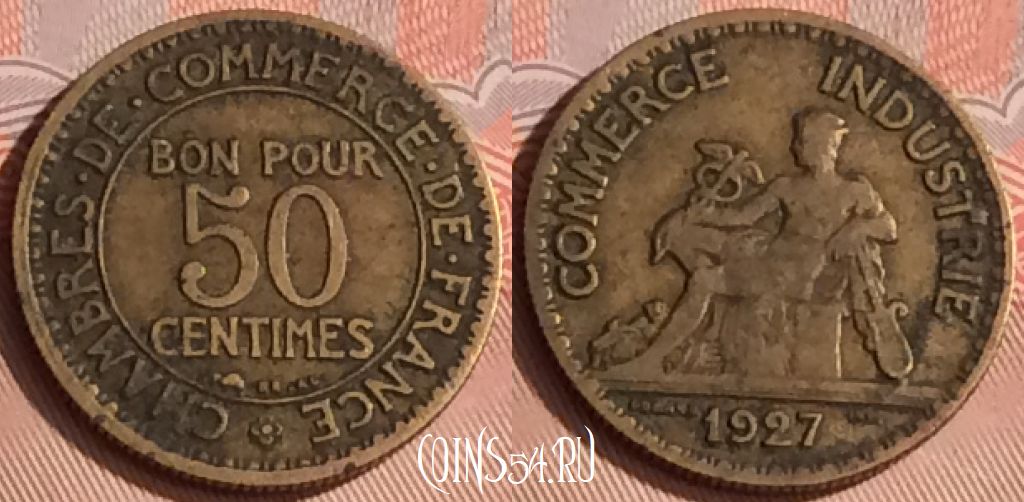 CHAMBRES · DE · COMMERCE · DE · FRANCE
BON POUR
50
CENTIMES
COMMERCE INDUSTRIE
1927
COINS54.RU